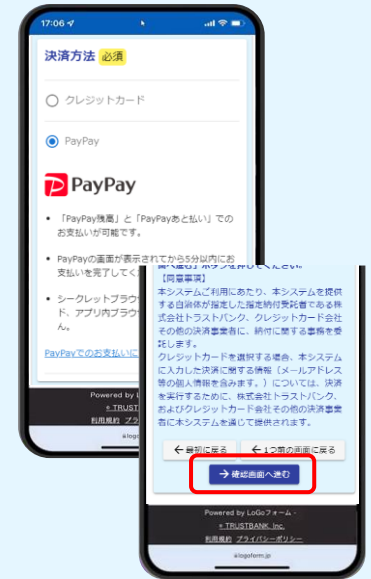 17:06
決済方法 必須
クレジットカード
PayPay
PayPay
• 「PayPay残高」と「PayPayあと払い」での
お支払いが可能です。
• PayPayの画面が表示されてから5分以内にお
支払いを完了してく
• シークレットブラウ
ド、アプリ内ブラウ
ん。
PayPayでのお支払いに
Powered by L
TRUST
利用規約 プラ
logo
【同意事項】
本システムご利用にあたり、本システムを提供
する自治体が指定した指定納付受託者である株
式会社トラストバンク、クレジットカード会社
その他の決済事業者に、納付に関する事務を委
託します。
クレジットカードを選択する場合、本システム
に入力した決済に関する情報（メールアドレス
等の個人情報を含みます。）については、決済
を実行するために、株式会社トラストバンク、
およびクレジットカード会社その他の決済事業
者に本システムを通じて提供されます。
← 最初に戻る ← 1つ前の画面に戻る
→ 確認画面へ進む
Powered by LoGoフォーム -
TRUSTBANK, Inc.
利用規約 プライバシーポリシー
logoform.jp